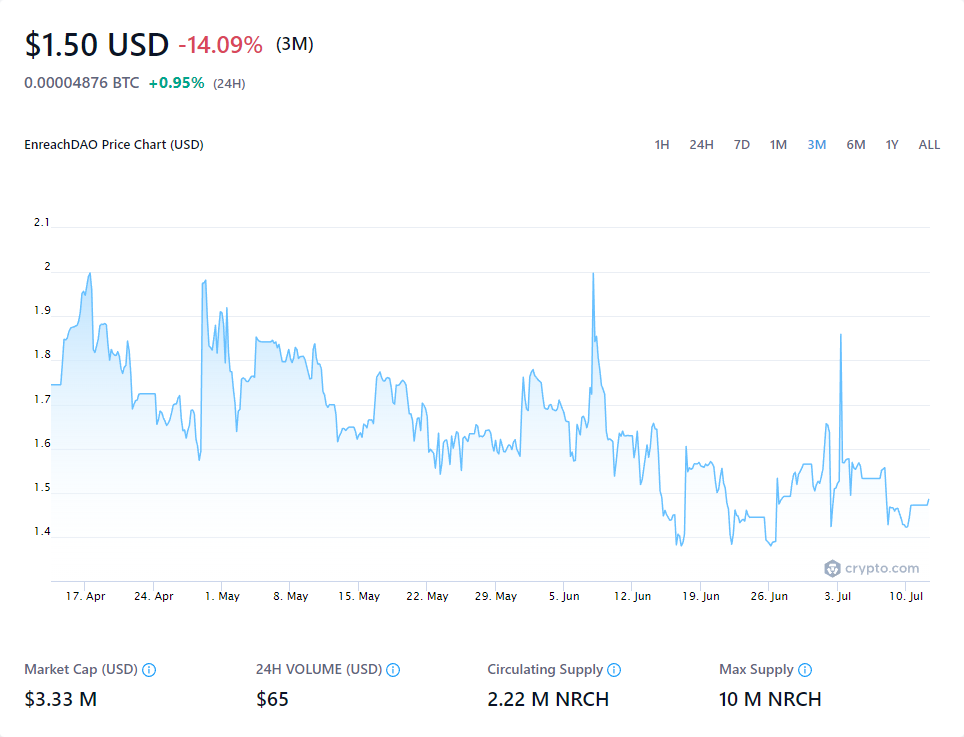 $1.50 USD -14.09% (3M)
0.00004876 BTC +0.95% (24H)
EnreachDAO Price Chart (USD) 1H 24H 7D 1M 3M 6M 1Y ALL
2.1
2
1.9
1.8
1.7
1.6
1.5
1.4
crypto.com
17. Apr 24. Apr 1. May 8. May 15. May 22. May 29. May 5. Jun 12. Jun 19. Jun 26. Jun 3. Jul 10. Jul
Market Cap (USD) 24H VOLUME (USD) Circulating Supply Max Supply
$3.33 M $65 2.22 M NRCH 10 M NRCH